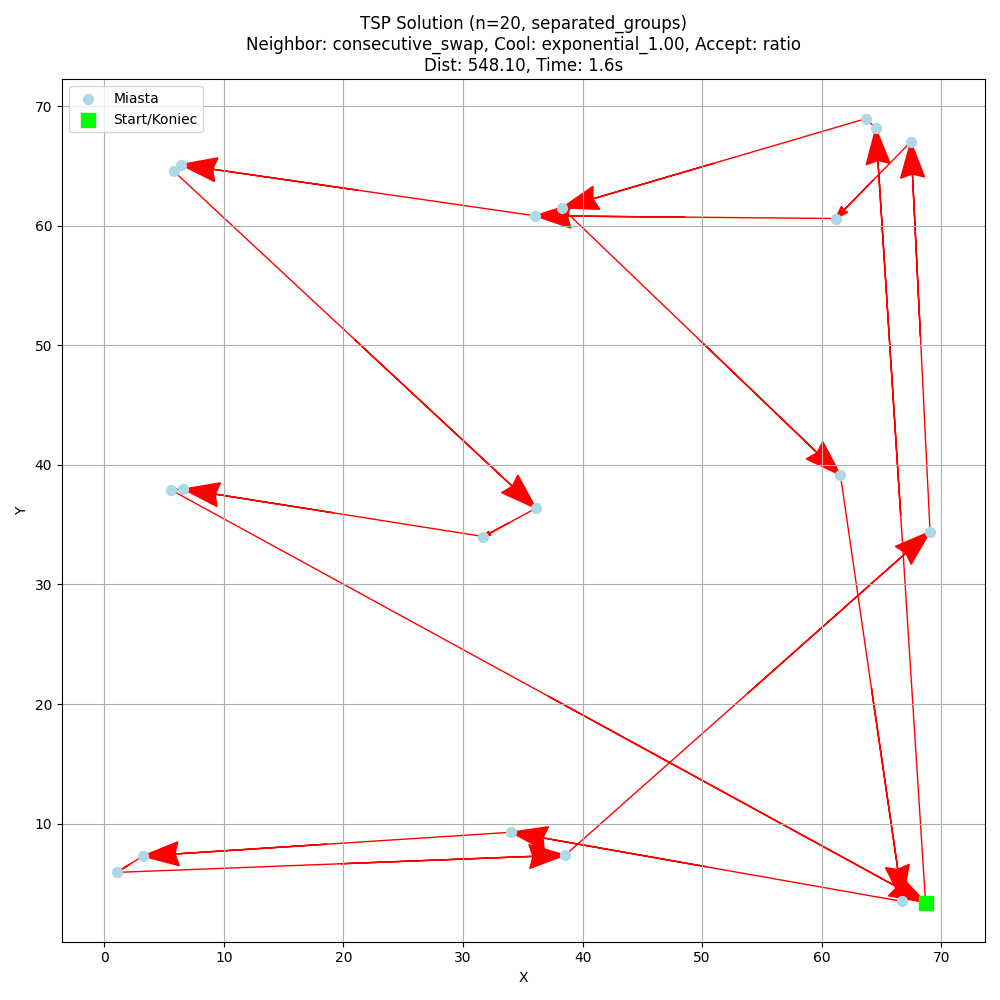 TSP Solution (n=20, separated_groups)
Neighbor: consecutive_swap, Cool: exponential_1.00, Accept: ratio
Dist: 548.10, Time: 1.6s
Miasta
Start/Koniec
70
60
50
40
30
20
10
Y
0 10 20 30 40 50 60 70
X